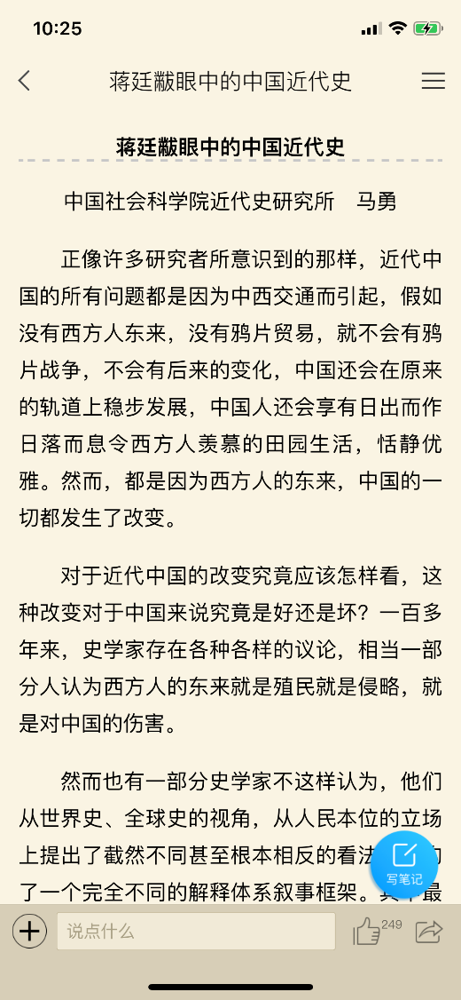 10:25
蒋廷黻眼中的中国近代史
蒋廷黻眼中的中国近代史
中国社会科学院近代史研究所 马勇
正像许多研究者所意识到的那样，近代中
国的所有问题都是因为中西交通而引起，假如
没有西方人东来，没有鸦片贸易，就不会有鸦
片战争，不会有后来的变化，中国还会在原来
的轨道上稳步发展，中国人还会享有日出而作
日落而息令西方人羡慕的田园生活，恬静优
雅。然而，都是因为西方人的东来，中国的一
切都发生了改变。
对于近代中国的改变究竟应该怎样看，这
种改变对于中国来说究竟是好还是坏？一百多
年来，史学家存在各种各样的议论，相当一部
分人认为西方人的东来就是殖民就是侵略，就
是对中国的伤害。
然而也有一部分史学家不这样认为，他们
从世界史、全球史的视角，从人民本位的立场
上提出了截然不同甚至根本相反的看法
写笔记
了一个完全不同的解释体系叙事框架。最
说点什么
249